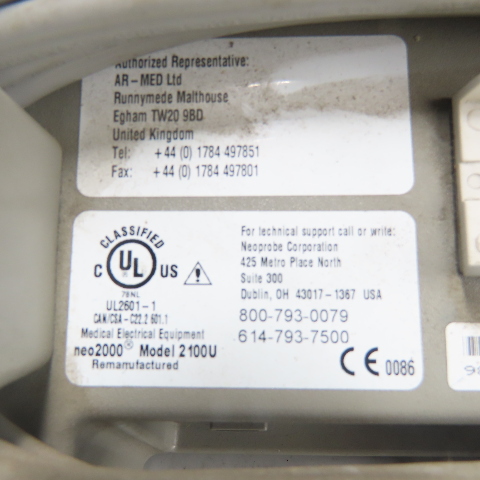 Authorized Representative:
AR-MED Ltd
Runnymede Malthouse
Egham TW20 9BD
United Kingdom
Tel: +44 (0) 1784 497851
Fax: +44 (0) 1784 497801
CLASSIFIED
C UL US
78NL
UL2601-1
CAN/CSA-C22.2 601.1
Medical Electrical Equipment
neo2000® Model 2100U
Remanufactured
For technical support call or write:
Neoprobe Corporation
425 Metro Place North
Suite 300
Dublin, OH 43017-1367 USA
800-793-0079
614-793-7500
CE 0086